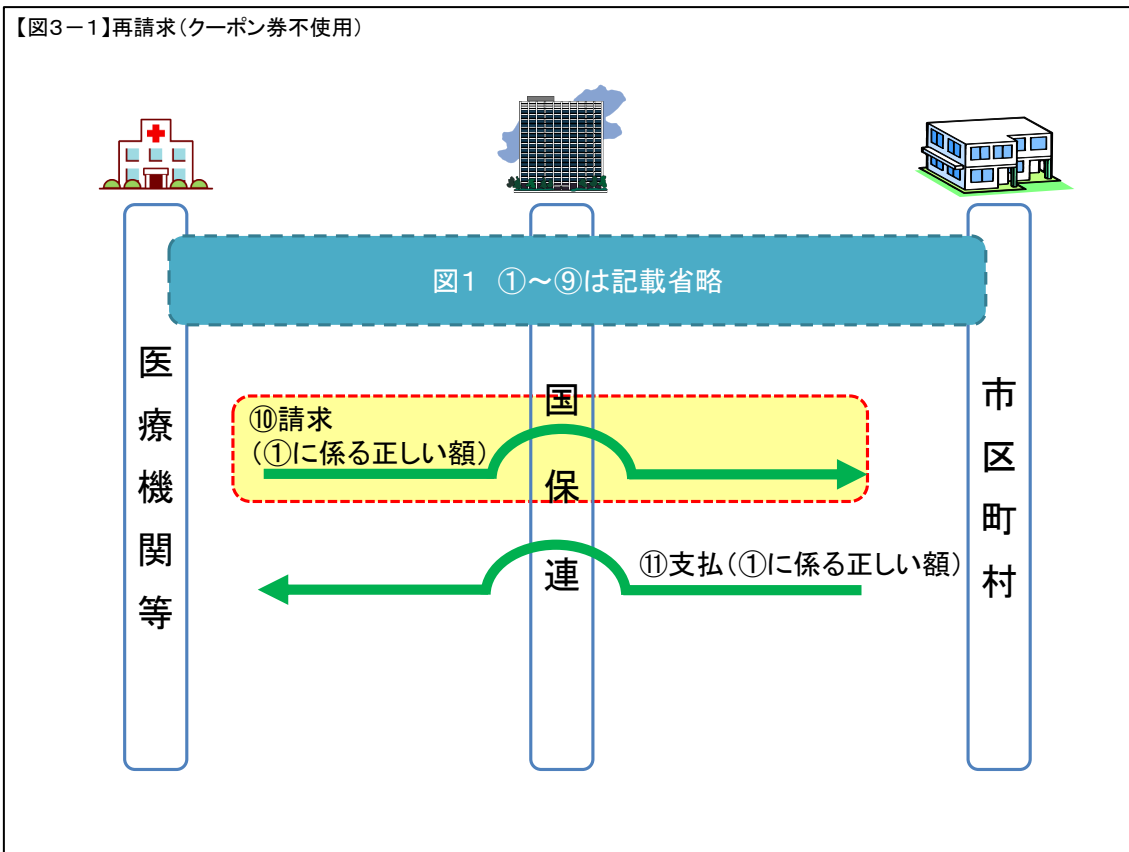 【図3－1】再請求（クーポン券不使用）
図1　①～⑨は記載省略
医療機関等
国保連
市区町村
⑩請求
（①に係る正しい額）
⑪支払（①に係る正しい額）